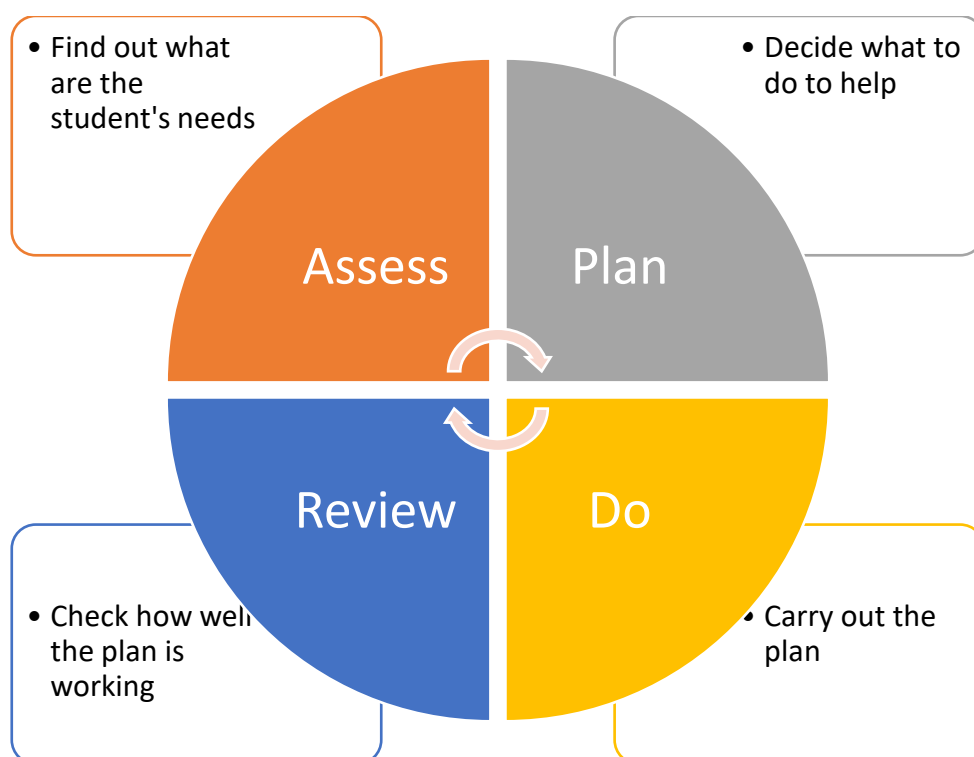 • Find out what
are the
student's needs
• Decide what to
do to help
Assess
Plan
Review
Do
• Check how well
the plan is
working
• Carry out the
plan